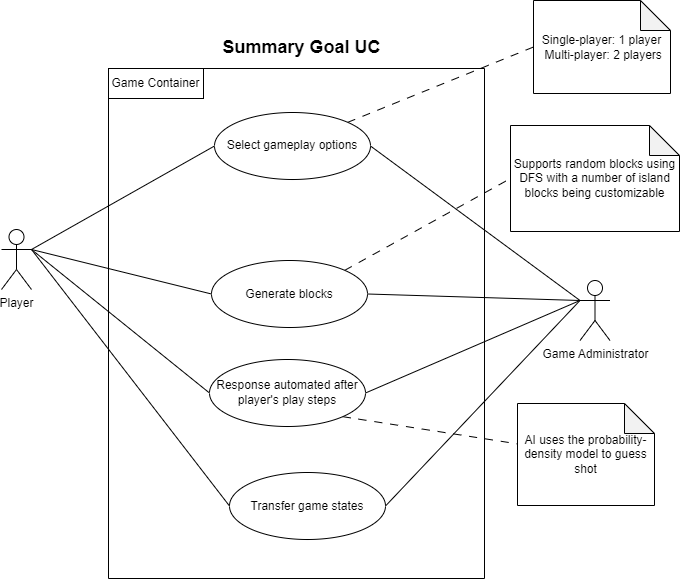 Summary Goal UC
Single-player: 1 player
Multi-player: 2 players
Game Container
Select gameplay options
Supports random blocks using
DFS with a number of island
blocks being customizable
Generate blocks
Player
Game Administrator
Response automated after
player's play steps
AI uses the probability-
density model to guess
shot
Transfer game states